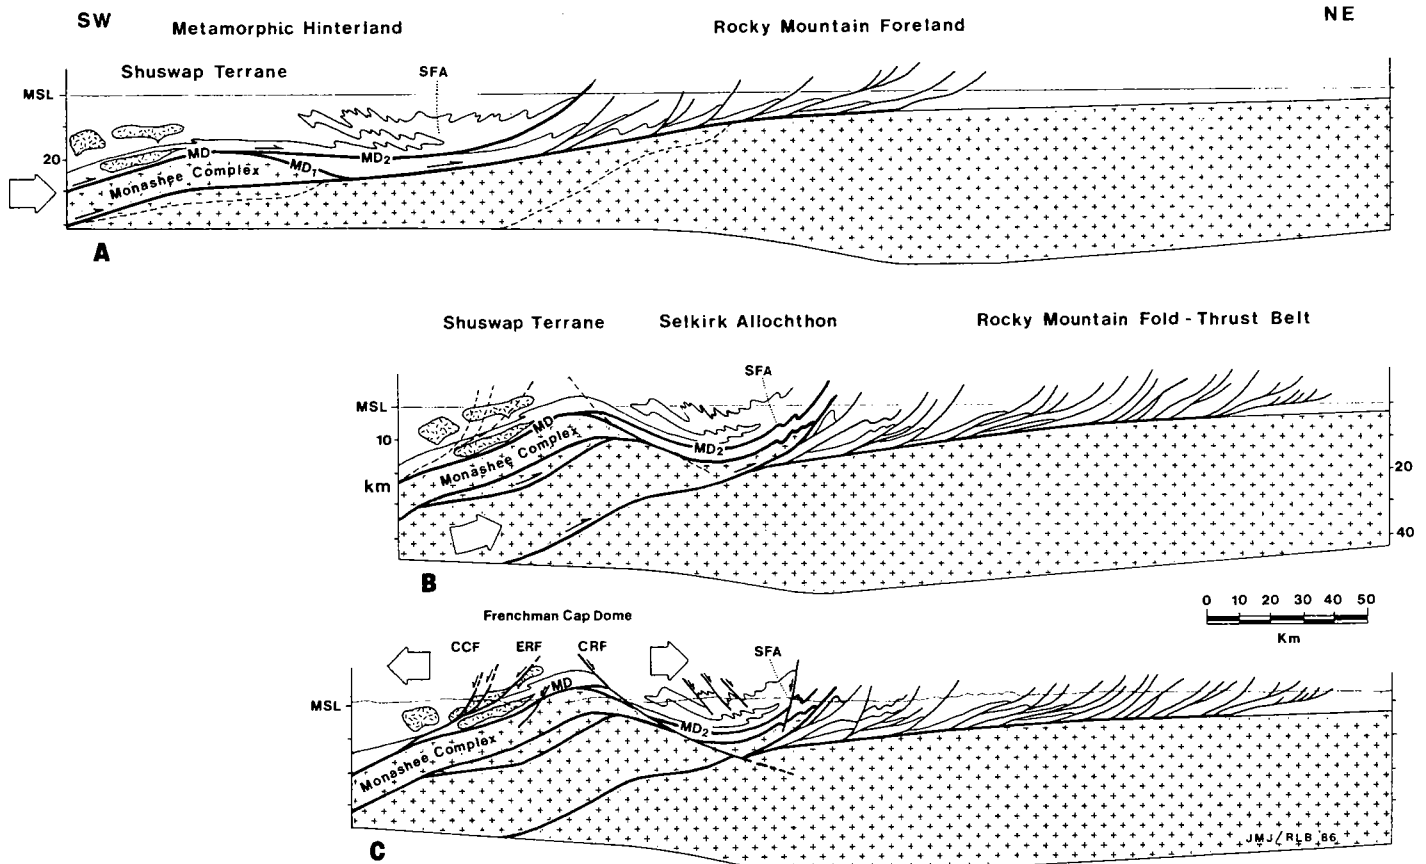 SW
NE
Metamorphic Hinterland
Rocky Mountain Foreland
Shuswap Terrane
SFA
MSL
20
MD
MD1
MD2
Monashee Complex
A
Shuswap Terrane
Selkirk Allochthon
Rocky Mountain Fold - Thrust Belt
SFA
MSL
10
km
MD
MD2
Monashee Complex
20
40
B
0 10 20 30 40 50
Km
Frenchman Cap Dome
CCF
ERF
CRF
SFA
MSL
MD
MD2
Monashee Complex
JMJ/RLB 86
C